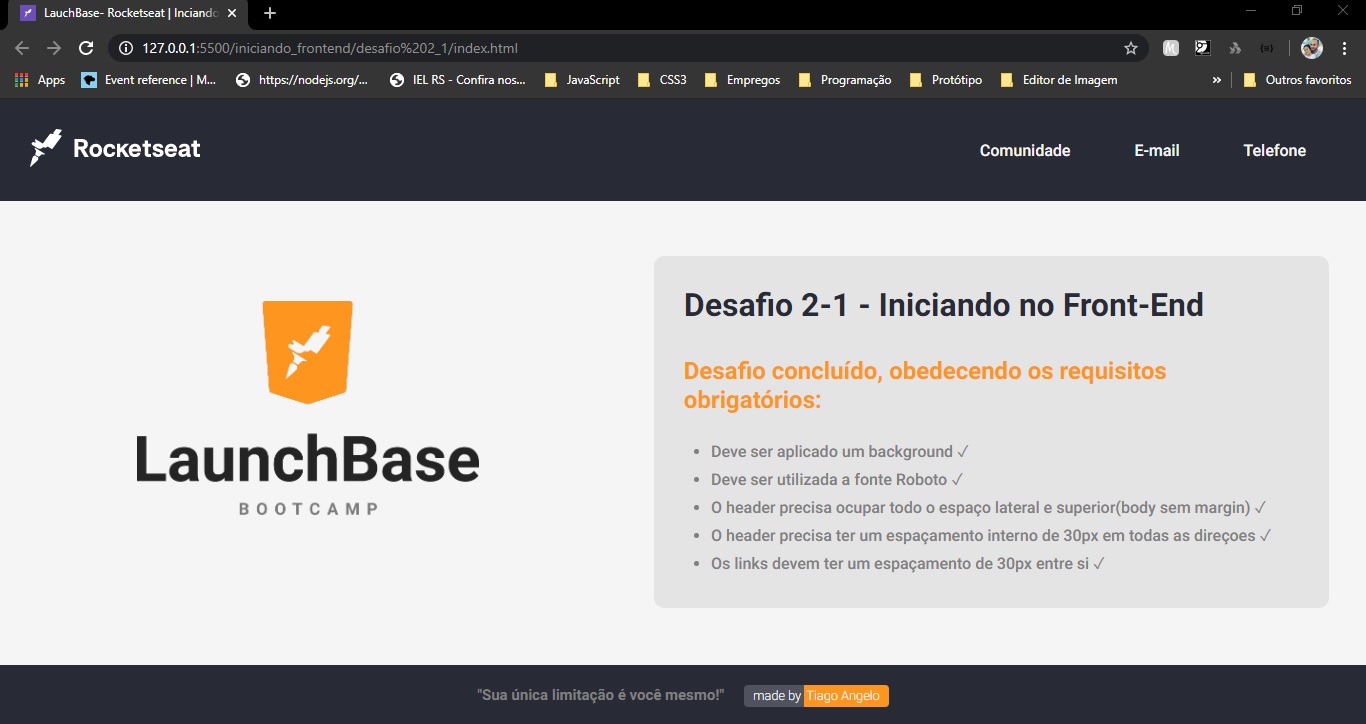 LauchBase- Rocketseat | Inciando
127.0.0.1:5500/iniciando_frontend/desafio%202_1/index.html
Apps Event reference | M... https://nodejs.org/... IEL RS - Confira nos... JavaScript CSS3 Empregos Programação Protótipo Editor de Imagem » Outros favoritos
Rocketseat Comunidade E-mail Telefone
LaunchBase
BOOTCAMP
Desafio 2-1 - Iniciando no Front-End
Desafio concluído, obedecendo os requisitos
obrigatórios:
• Deve ser aplicado um background ✓
• Deve ser utilizada a fonte Roboto ✓
• O header precisa ocupar todo o espaço lateral e superior(body sem margin) ✓
• O header precisa ter um espaçamento interno de 30px em todas as direçoes ✓
• Os links devem ter um espaçamento de 30px entre si ✓
"Sua única limitação é você mesmo!" made by Tiago Angelo